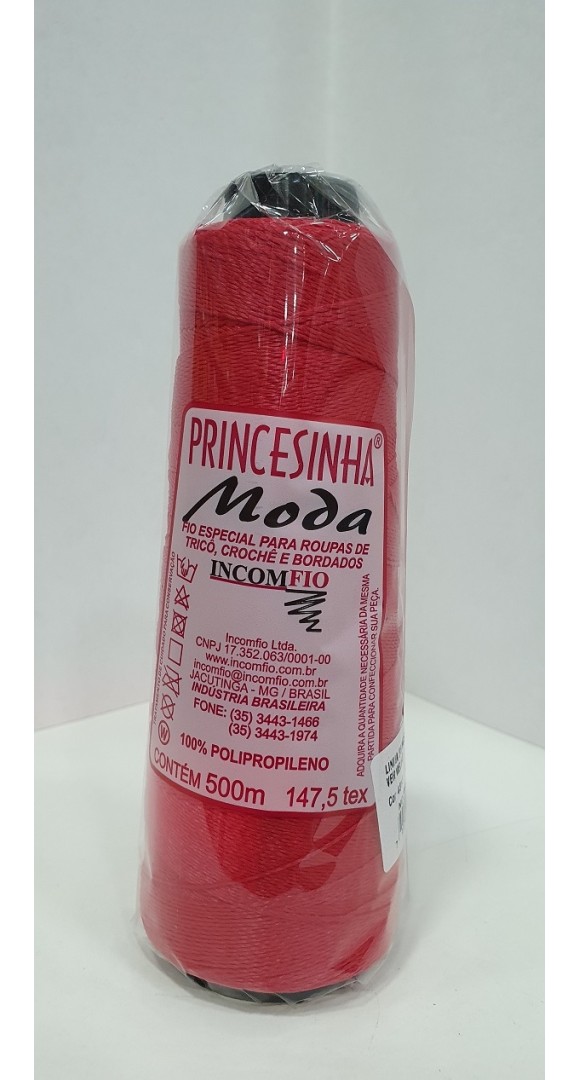 PRINCESINHA®
Moda
FIO ESPECIAL PARA ROUPAS DE
TRICÔ, CROCHÊ E BORDADOS
INCOMFIO
Incomfio Ltda.
CNPJ 17.352.063/0001-00
www.incomfio.com.br
incomfio@incomfio.com.br
JACUTINGA - MG / BRASIL
INDÚSTRIA BRASILEIRA
FONE: (35) 3443-1466
(35) 3443-1974
100% POLIPROPILENO
CONTÉM 500m 147,5 tex
ADQUIRA A QUANTIDADE NECESSÁRIA DA MESMA
PARTIDA PARA CONFECCIONAR SUA PEÇA.
W
PARA CONSERVAÇÃO